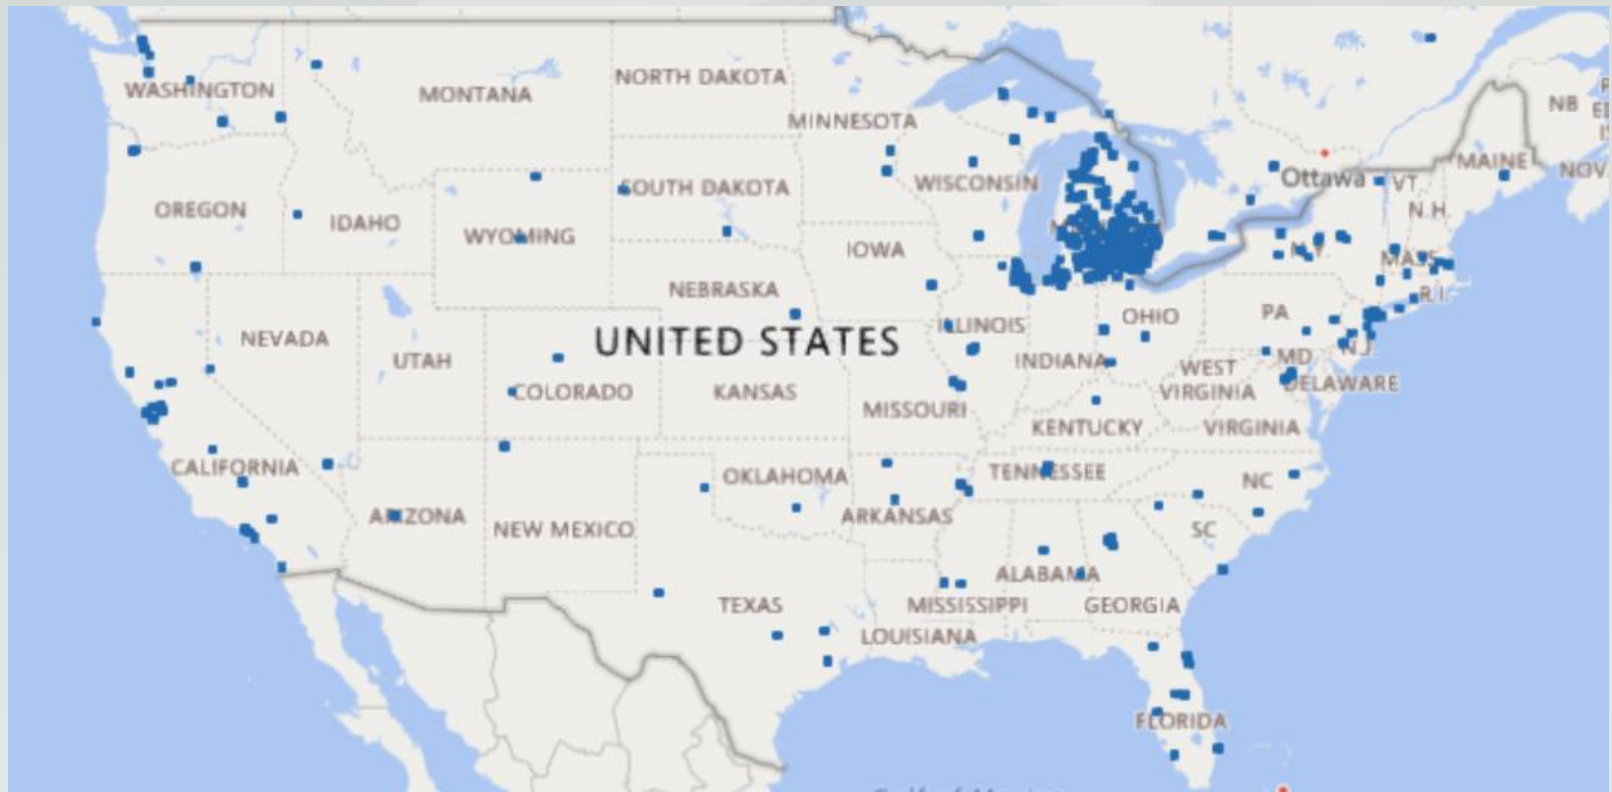 NORTH DAKOTA
WASHINGTON
MONTANA
MINNESOTA
NB
MAINE
NOV
SOUTH DAKOTA
WISCONSIN
Ottawa
VT
OREGON
IDAHO
N.H.
WYOMING
IOWA
N.Y.
MASS
NEBRASKA
R.I.
NEVADA
UNITED STATES
ILLINOIS
OHIO
PA
UTAH
INDIANA
N.J.
MD
WEST
VIRGINIA
DELAWARE
COLORADO
KANSAS
MISSOURI
KENTUCKY
VIRGINIA
CALIFORNIA
OKLAHOMA
TENNESSEE
NC
ARIZONA
NEW MEXICO
ARKANSAS
SC
ALABAMA
TEXAS
MISSISSIPPI
GEORGIA
LOUISIANA
FLORIDA